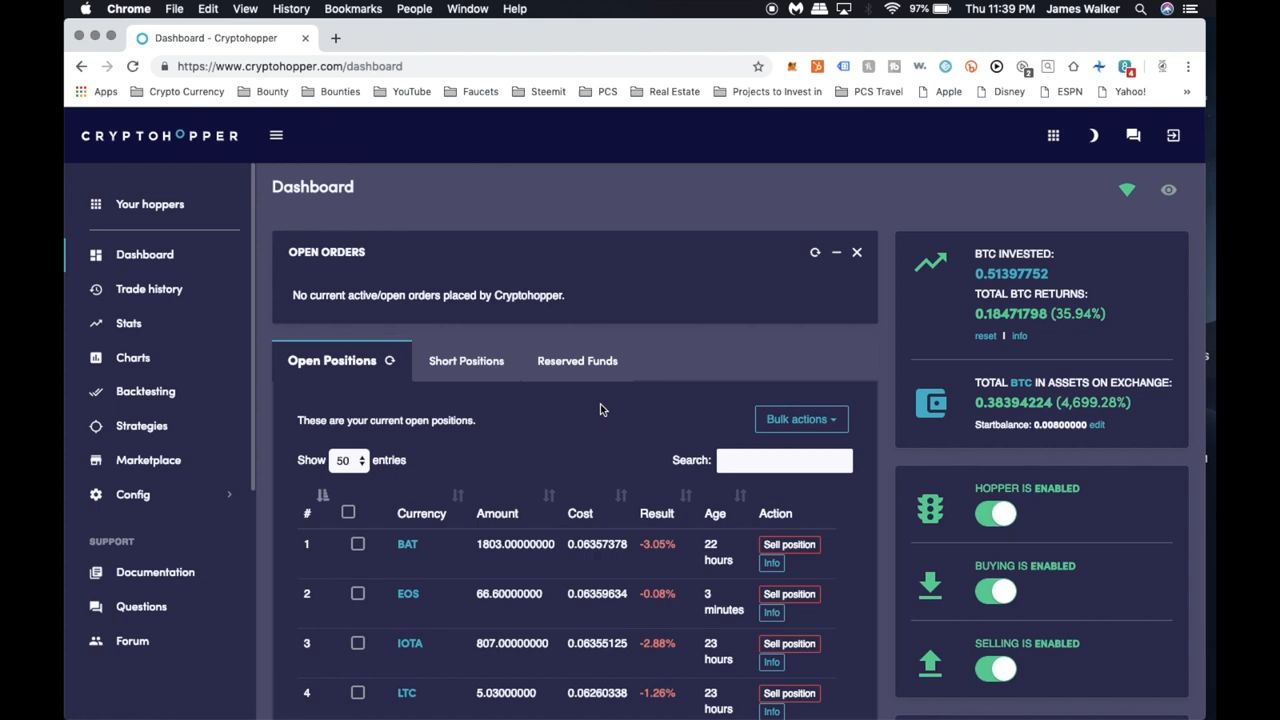 Chrome File Edit View History Bookmarks People Window Help 97% Thu 11:39 PM James Walker
Dashboard - Cryptohopper
https://www.cryptohopper.com/dashboard 2 4
Apps Crypto Currency Bounty Bounties YouTube Faucets Steemit PCS Real Estate Projects to Invest in PCS Travel Apple Disney ESPN Yahoo! »
CRYPTOHOPPER
Dashboard
Your hoppers
Dashboard
Trade history
Stats
Charts
Backtesting
Strategies
Marketplace
Config
SUPPORT
Documentation
Questions
Forum
OPEN ORDERS
No current active/open orders placed by Cryptohopper.
Open Positions Short Positions Reserved Funds
These are your current open positions. Bulk actions
Show 50 entries Search:
# Currency Amount Cost Result Age Action
1 BAT 1803.00000000 0.06357378 -3.05% 22 hours Sell position Info
2 EOS 66.60000000 0.06359634 -0.08% 3 minutes Sell position Info
3 IOTA 807.00000000 0.06355125 -2.88% 23 hours Sell position Info
4 LTC 5.03000000 0.06260338 -1.26% 23 hours Sell position Info
BTC INVESTED:
0.51397752
TOTAL BTC RETURNS:
0.18471798 (35.94%)
reset | info
TOTAL BTC IN ASSETS ON EXCHANGE:
0.38394224 (4,699.28%)
Startbalance: 0.00800000 edit
HOPPER IS ENABLED
BUYING IS ENABLED
SELLING IS ENABLED